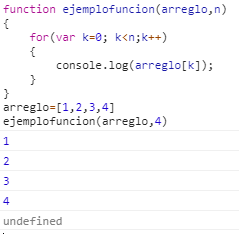 function ejemplofuncion(arreglo,n)
{
    for(var k=0; k<n;k++)
    {
        console.log(arreglo[k]);
    }
}
arreglo=[1,2,3,4]
ejemplofuncion(arreglo,4)
1
2
3
4
undefined